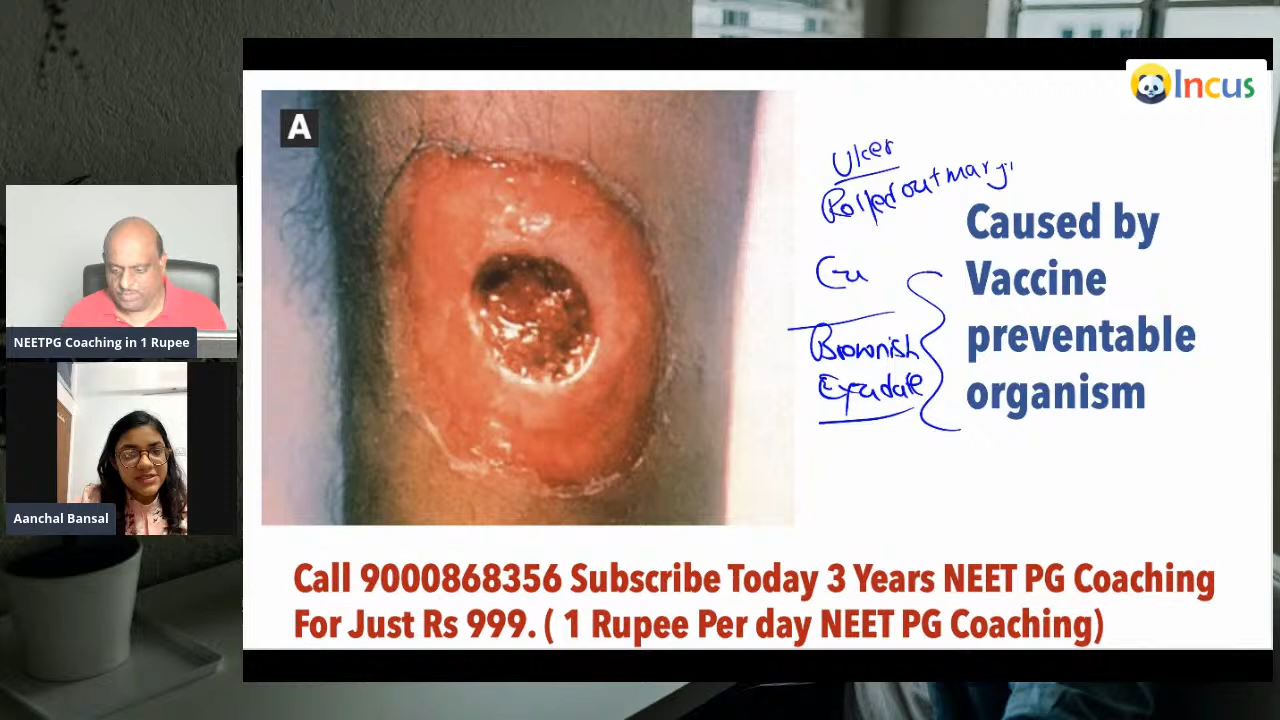 Incus
A
Ulcer
Rolled out margi
Caused by
Vaccine
preventable
organism
Cu
Brownish
Exudate
NEETPG Coaching in 1 Rupee
Aanchal Bansal
Call 9000868356 Subscribe Today 3 Years NEET PG Coaching
For Just Rs 999. ( 1 Rupee Per day NEET PG Coaching)